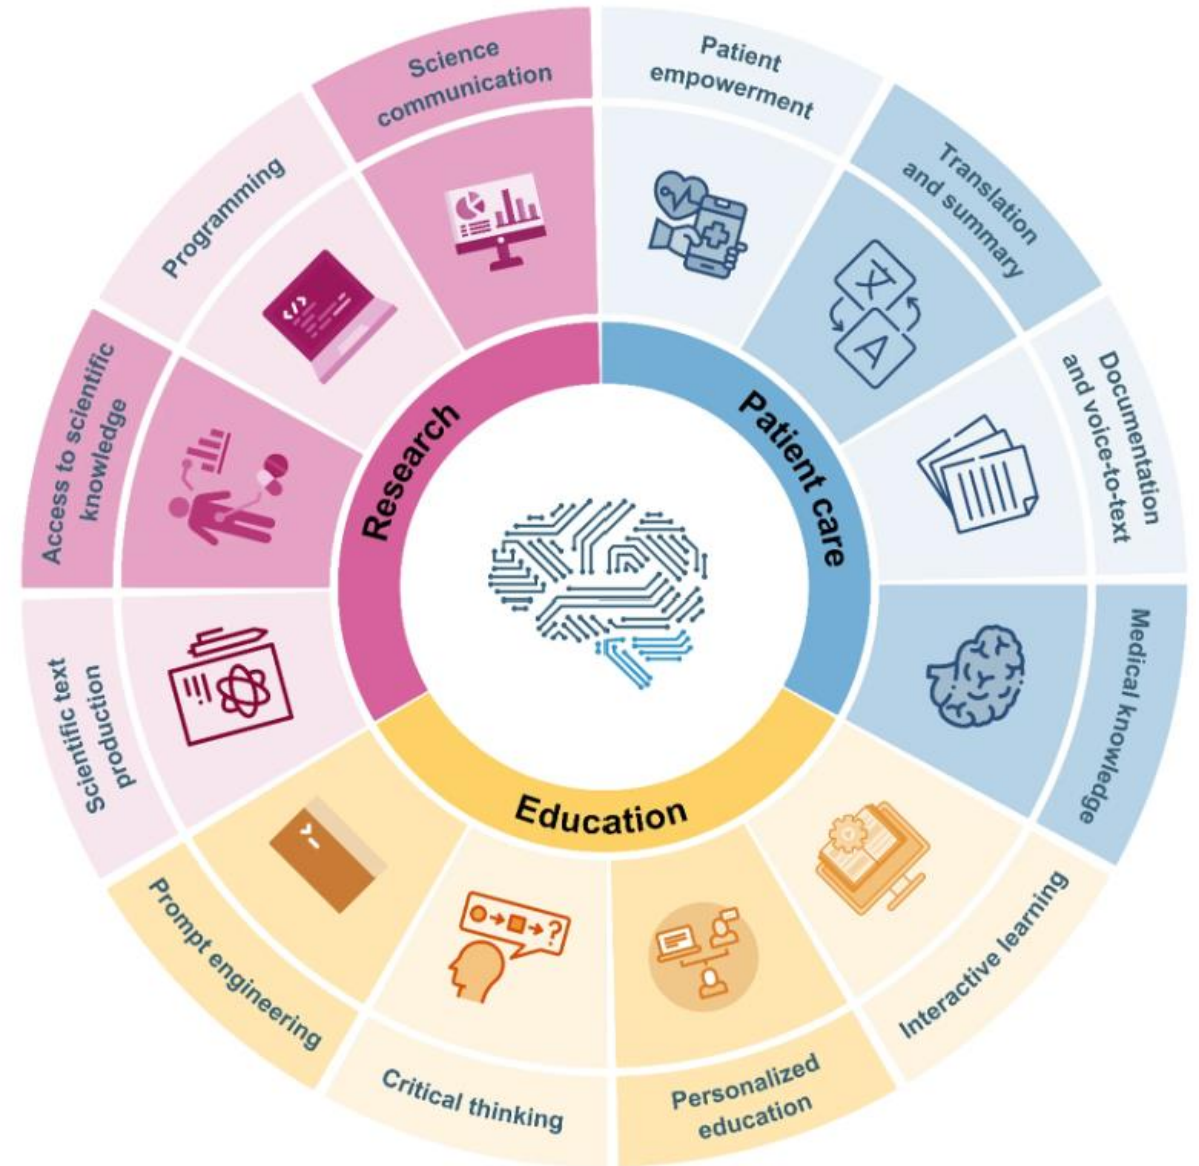 Science
communication
Patient
empowerment
Translation
and summary
Documentation
and voice-to-text
Medical knowledge
Interactive learning
Personalized
education
Critical thinking
Prompt engineering
Scientific text
production
Access to scientific
knowledge
Programming
Research
Patient care
Education
</>
文
A
?
>-